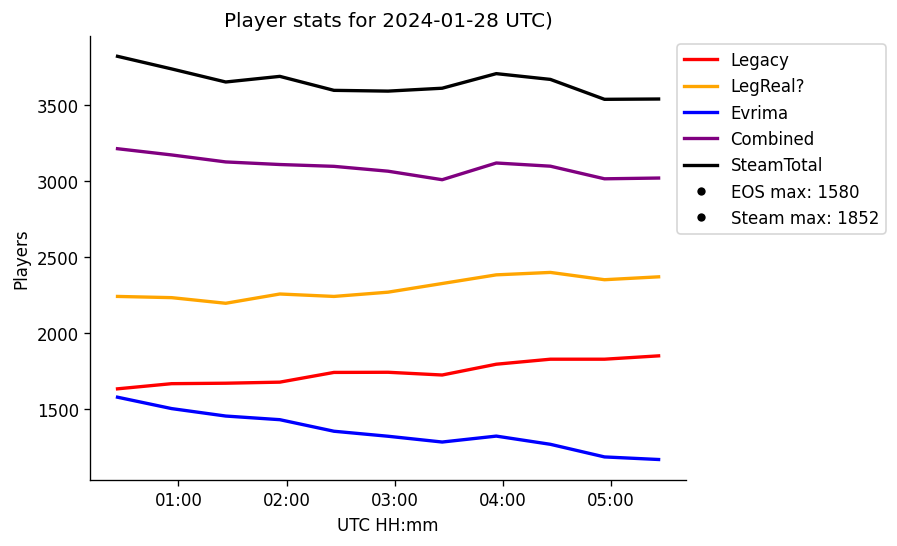 Player stats for 2024-01-28 UTC)
Players
3500
3000
2500
2000
1500
01:00 02:00 03:00 04:00 05:00
UTC HH:mm
Legacy
LegReal?
Evrima
Combined
SteamTotal
EOS max: 1580
Steam max: 1852